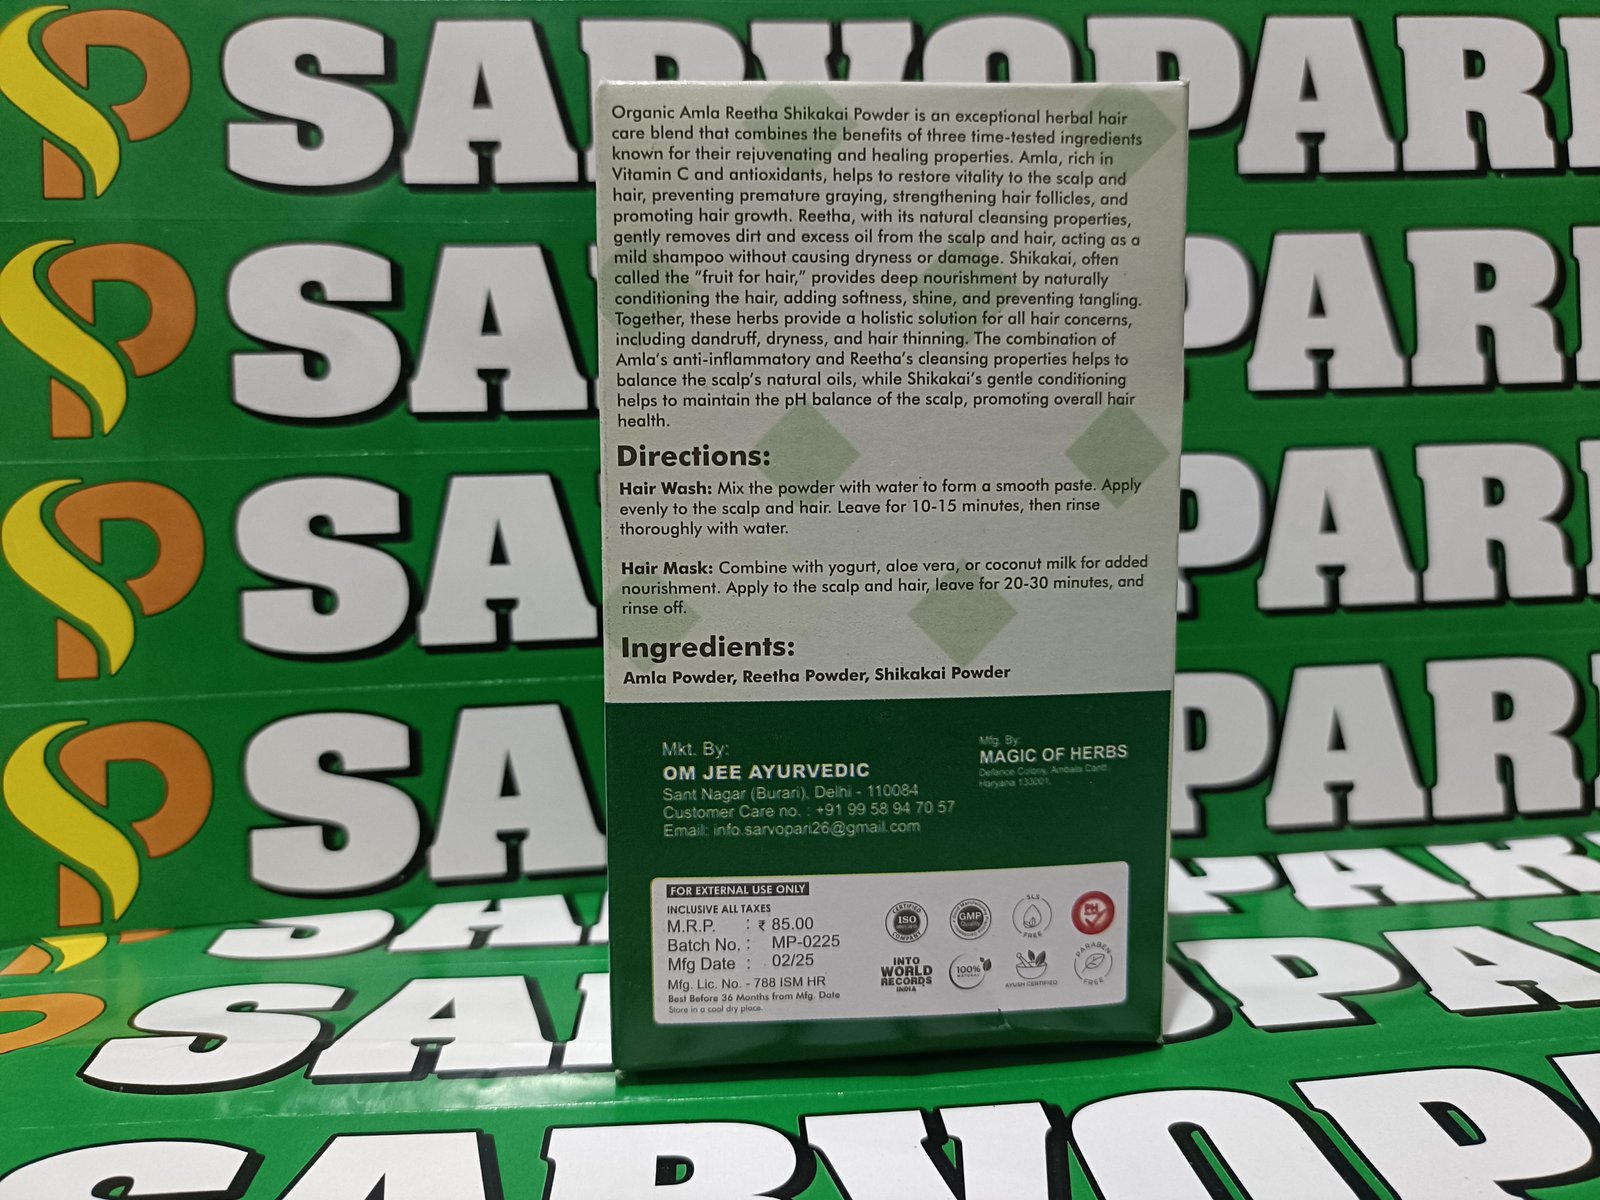 SARVOPARI
Organic Amla Reetha Shikakai Powder is an exceptional herbal hair
care blend that combines the benefits of three time-tested ingredients
known for their rejuvenating and healing properties. Amla, rich in
Vitamin C and antioxidants, helps to restore vitality to the scalp and
hair, preventing premature graying, strengthening hair follicles, and
promoting hair growth. Reetha, with its natural cleansing properties,
gently removes dirt and excess oil from the scalp and hair, acting as a
mild shampoo without causing dryness or damage. Shikakai, often
called the "fruit for hair," provides deep nourishment by naturally
conditioning the hair, adding softness, shine, and preventing tangling.
Together, these herbs provide a holistic solution for all hair concerns,
including dandruff, dryness, and hair thinning. The combination of
Amla's anti-inflammatory and Reetha's cleansing properties helps to
balance the scalp's natural oils, while Shikakai's gentle conditioning
helps to maintain the pH balance of the scalp, promoting overall hair
health.
Directions:
Hair Wash: Mix the powder with water to form a smooth paste. Apply
evenly to the scalp and hair. Leave for 10-15 minutes, then rinse
thoroughly with water.
Hair Mask: Combine with yogurt, aloe vera, or coconut milk for added
nourishment. Apply to the scalp and hair, leave for 20-30 minutes, and
rinse off.
Ingredients:
Amla Powder, Reetha Powder, Shikakai Powder
Mkt. By:
OM JEE AYURVEDIC
Sant Nagar (Burari), Delhi - 110084
Customer Care no. : +91 99 58 94 70 57
Email: info.sarvopari26@gmail.com
Mfg. By:
MAGIC OF HERBS
Defance Colony, Ambala Cantt.
Haryana 133001.
FOR EXTERNAL USE ONLY
INCLUSIVE ALL TAXES
M.R.P. : ₹ 85.00
Batch No. : MP-0225
Mfg Date : 02/25
Mfg. Lic. No. - 788 ISM HR
Best Before 36 Months from Mfg. Date
Store in a cool dry place.
CERTIFIED
ISO
COMPANY
GMP
Quality
SLS
FREE
PH
INTO
WORLD
RECORDS
INDIA
100%
NATURAL
AYUSH CERTIFIED
PARABEN
FREE